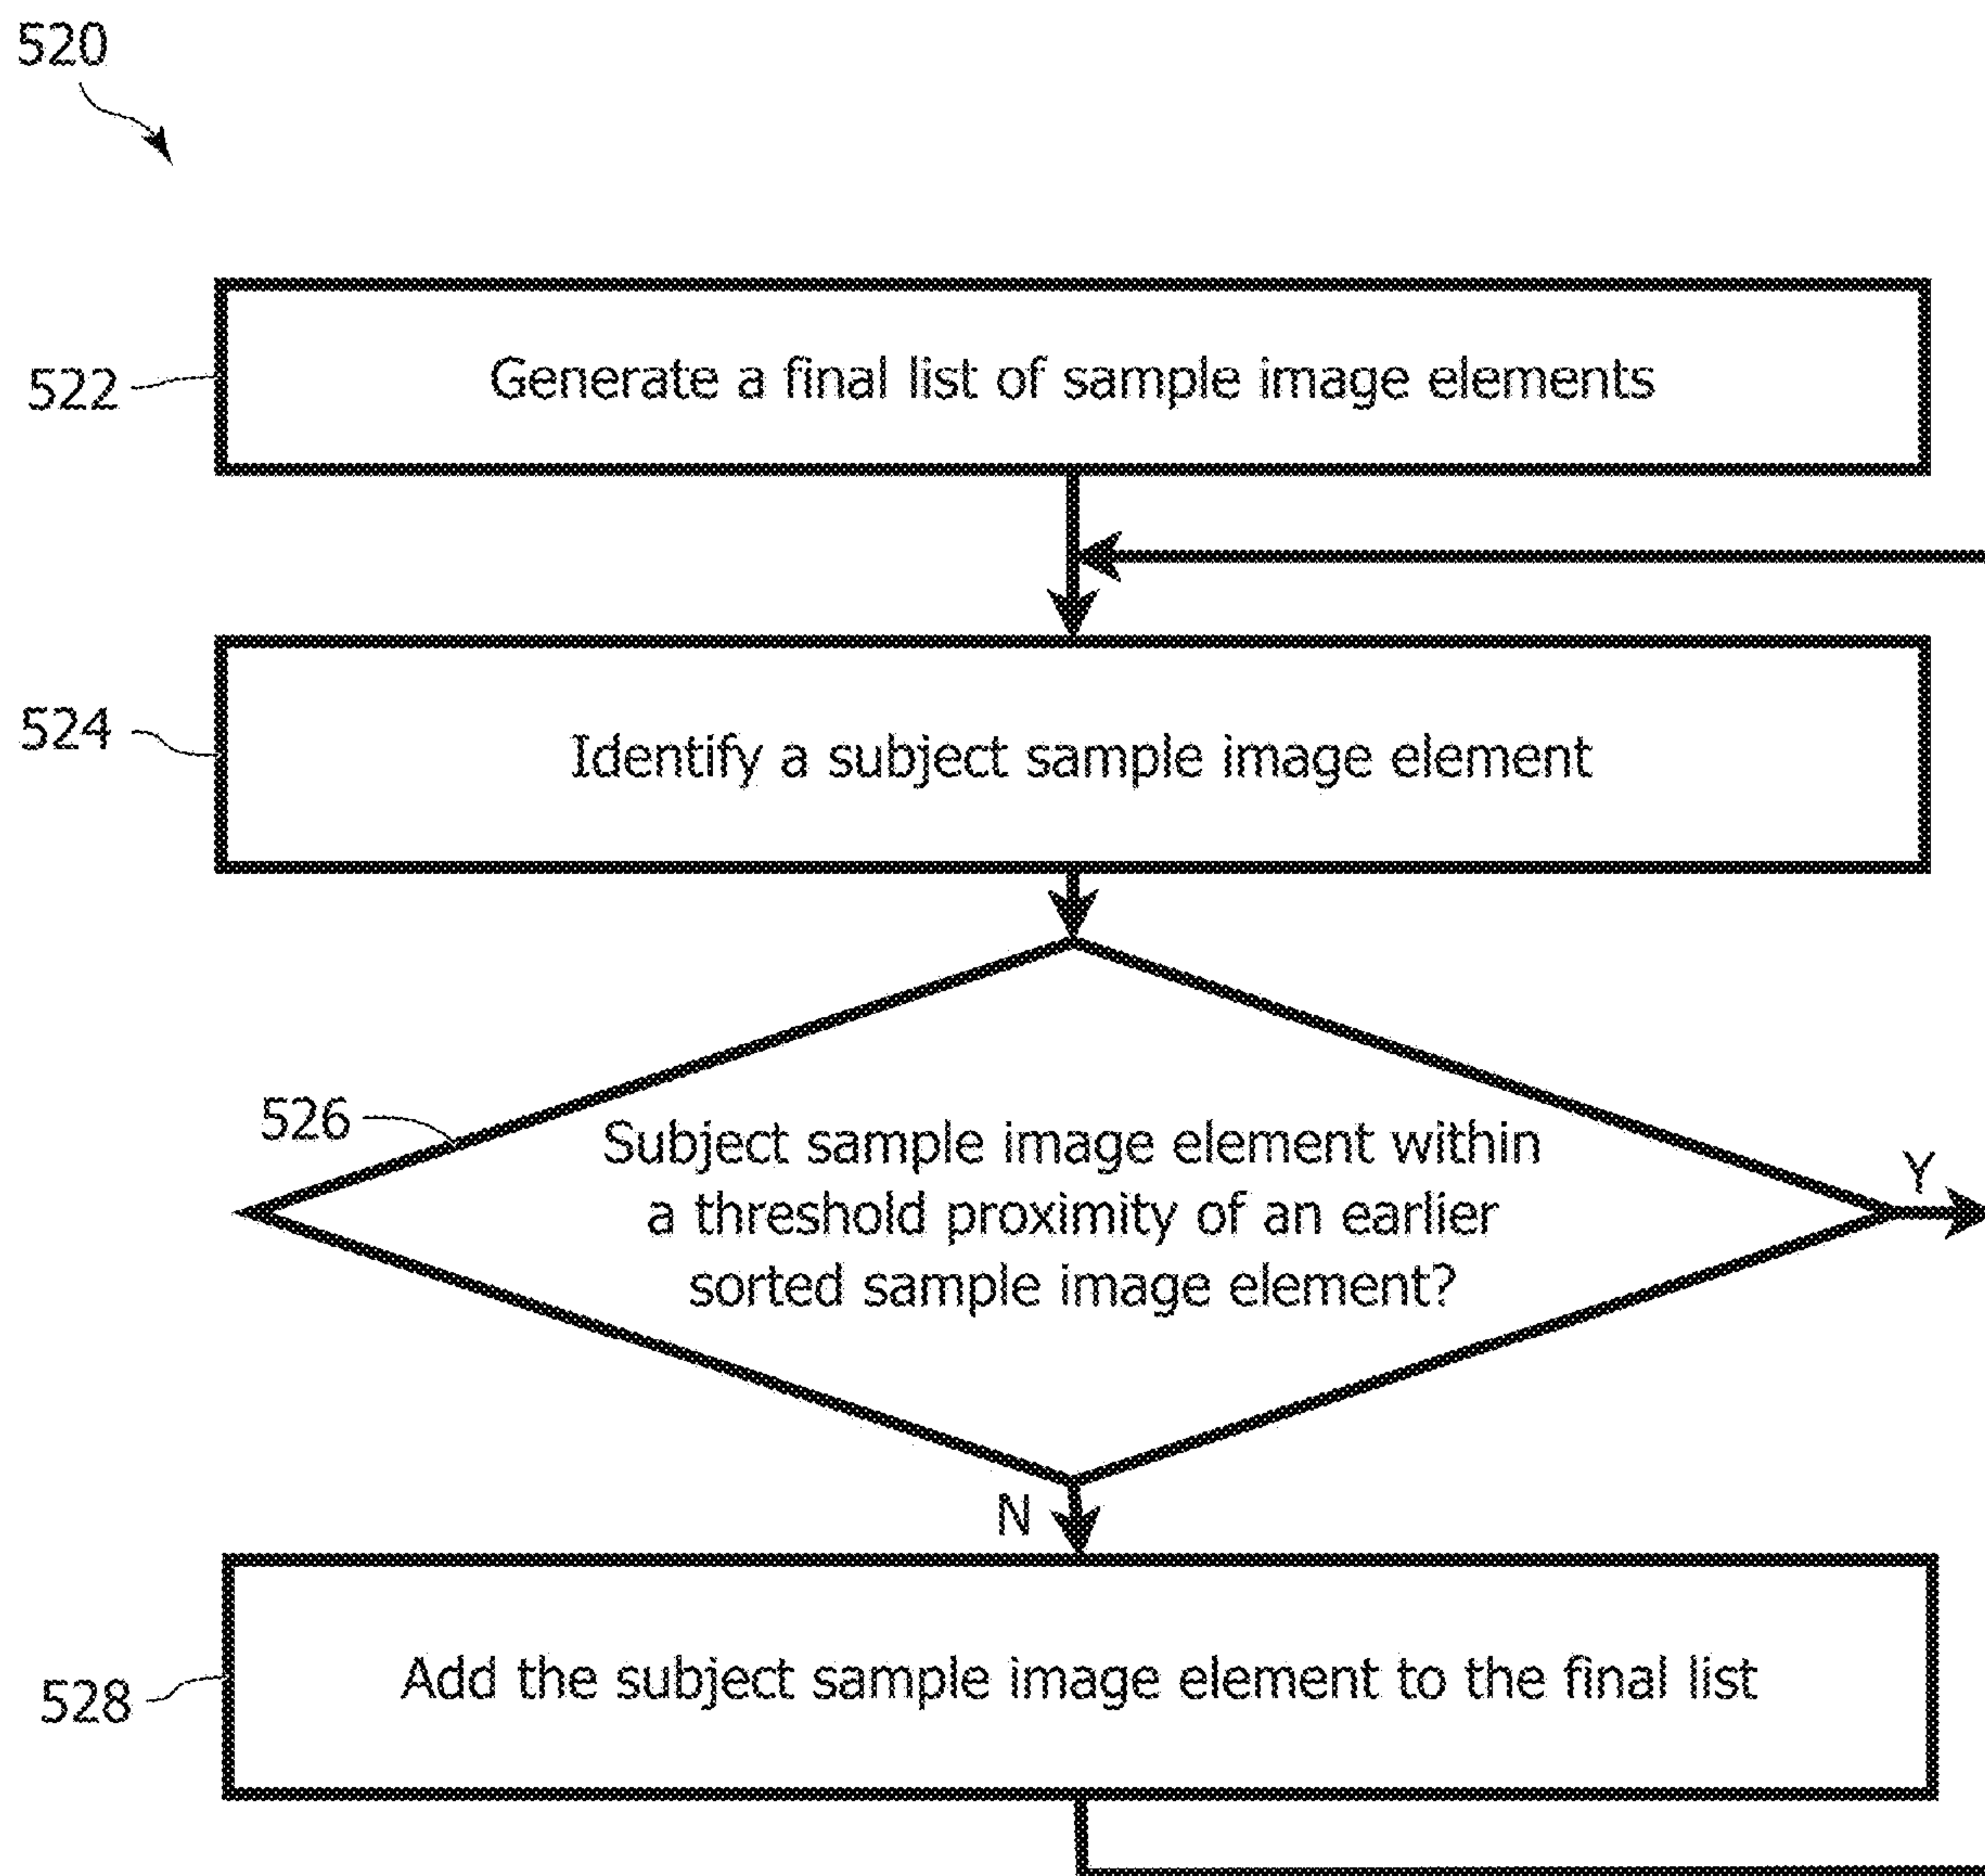 520
522
Generate a final list of sample image elements
524
Identify a subject sample image element
526
Subject sample image element within
a threshold proximity of an earlier
sorted sample image element?
Y
N
528
Add the subject sample image element to the final list